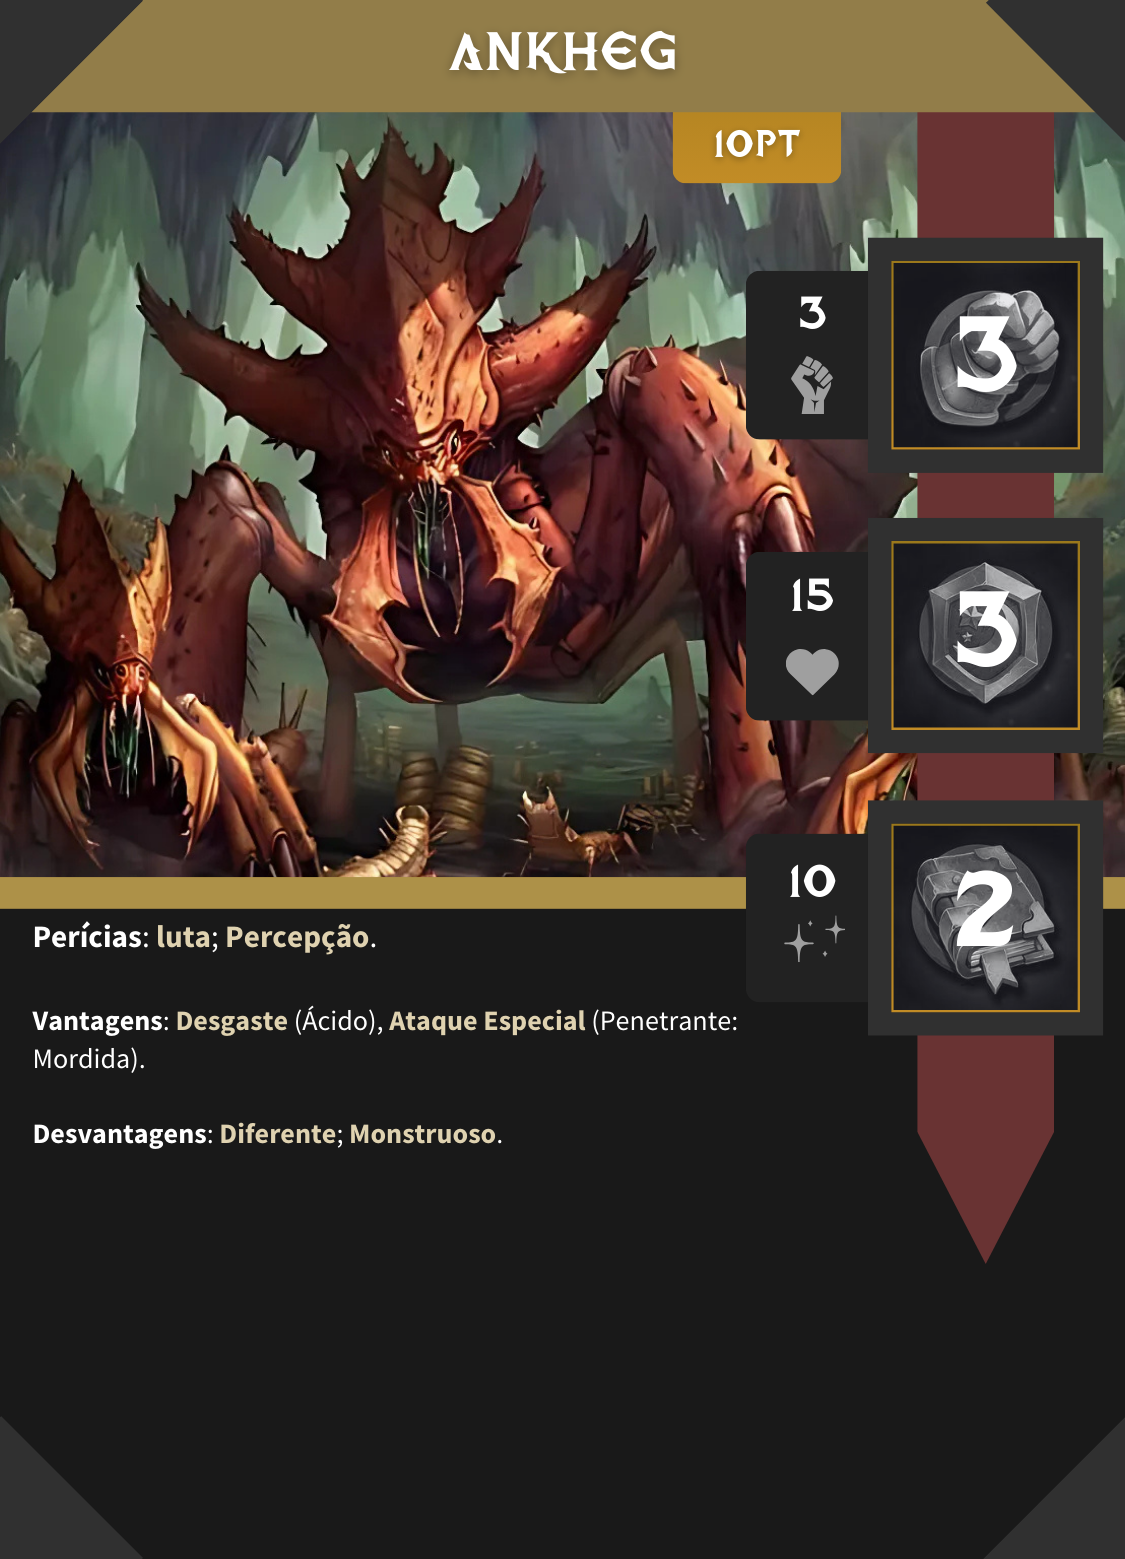 ANKHEG
10PT
3
3
15
3
10
2
Perícias: luta; Percepção.
Vantagens: Desgaste (Ácido), Ataque Especial (Penetrante:
Mordida).
Desvantagens: Diferente; Monstruoso.